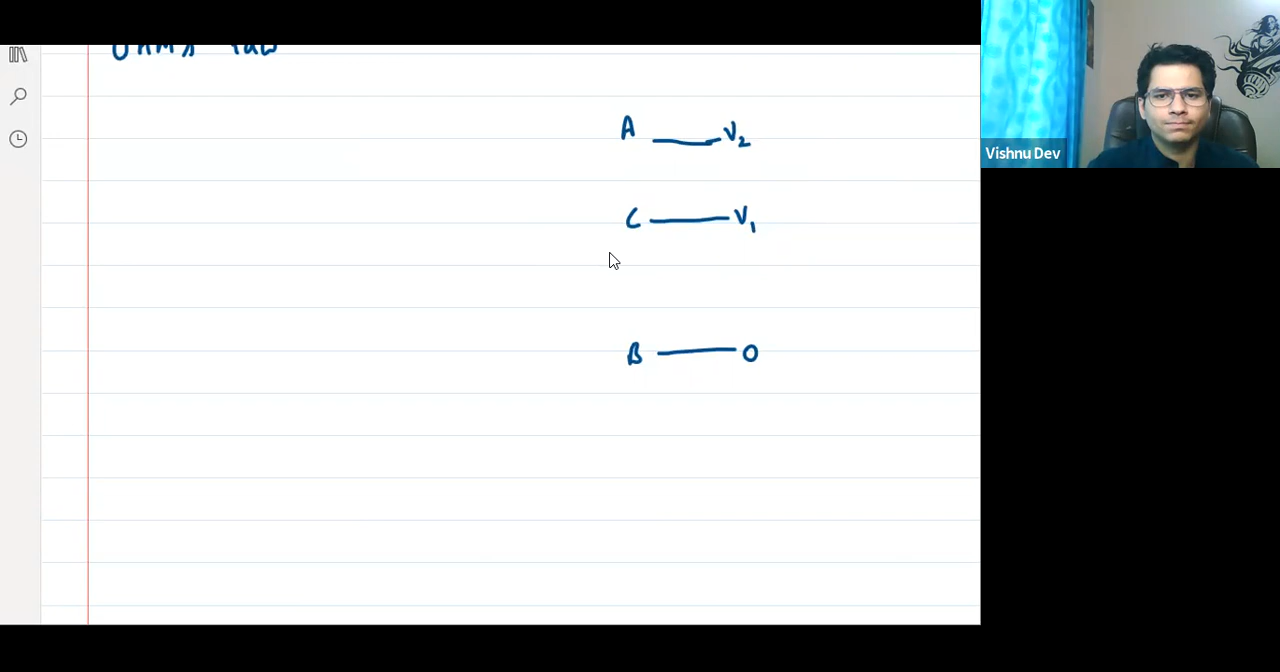 Ohm's law
A — V₂
C — V₁
B — 0
Vishnu Dev